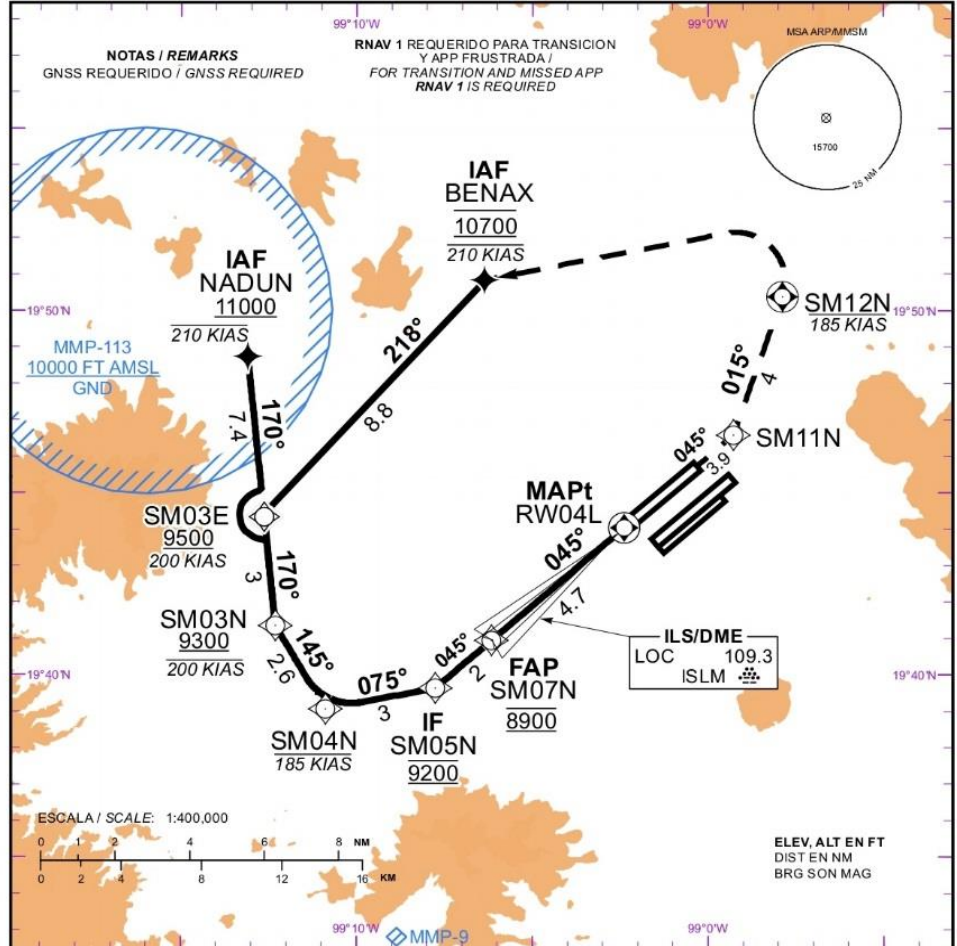 99°10'W
99°0'W
NOTAS / REMARKS
GNSS REQUERIDO / GNSS REQUIRED
RNAV 1 REQUERIDO PARA TRANSICION
Y APP FRUSTRADA /
FOR TRANSITION AND MISSED APP
RNAV 1 IS REQUIRED
MSA ARP/MMSM
15700
25 NM
IAF
BENAX
10700
210 KIAS
IAF
NADUN
11000
210 KIAS
19°50'N
19°50'N
SM12N
185 KIAS
MMP-113
10000 FT AMSL
GND
218°
8.8
170°
7.4
015°
4
SM11N
045°
3.9
MAPt
RW04L
SM03E
9500
200 KIAS
045°
4.7
170°
3
SM03N
9300
200 KIAS
145°
2.6
075°
3
045°
2
ILS/DME
LOC 109.3
ISLM
FAP
SM07N
8900
19°40'N
19°40'N
SM04N
185 KIAS
IF
SM05N
9200
ESCALA / SCALE: 1:400,000
0 1 2 4 6 8 NM
0 2 4 8 12 16 KM
ELEV, ALT EN FT
DIST EN NM
BRG SON MAG
99°10'W
MMP-9
99°0'W